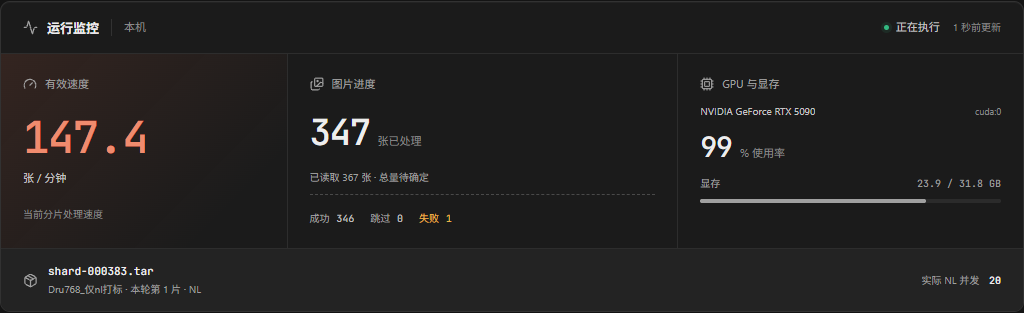 运行监控 本机 正在执行 1 秒前更新
有效速度
147.4
张 / 分钟
当前分片处理速度
图片进度
347 张已处理
已读取 367 张 · 总量待确定
成功 346 跳过 0 失败 1
GPU 与显存
NVIDIA GeForce RTX 5090 cuda:0
99 % 使用率
显存 23.9 / 31.8 GB
shard-000383.tar
Dru768_仅nl打标 · 本轮第 1 片 · NL
实际 NL 并发 20